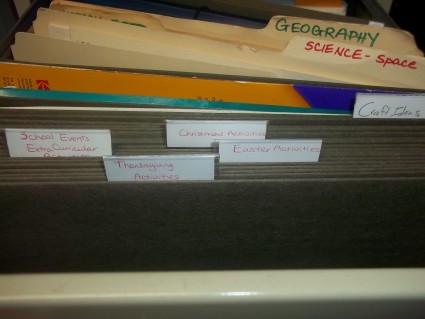 GEOGRAPHY
SCIENCE - Space
Craft Ideas
Christmas Activities
School Events
Extra Curricular
Activities
Easter Activities
Thanksgiving
Activities